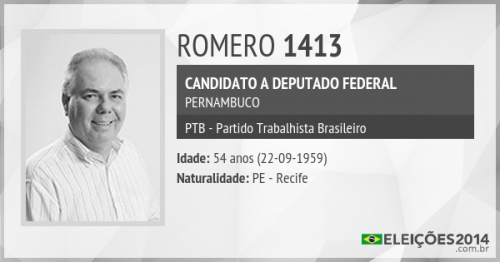 ROMERO 1413
CANDIDATO A DEPUTADO FEDERAL
PERNAMBUCO
PTB - Partido Trabalhista Brasileiro
Idade: 54 anos (22-09-1959)
Naturalidade: PE - Recife
ELEIÇÕES2014
.com.br